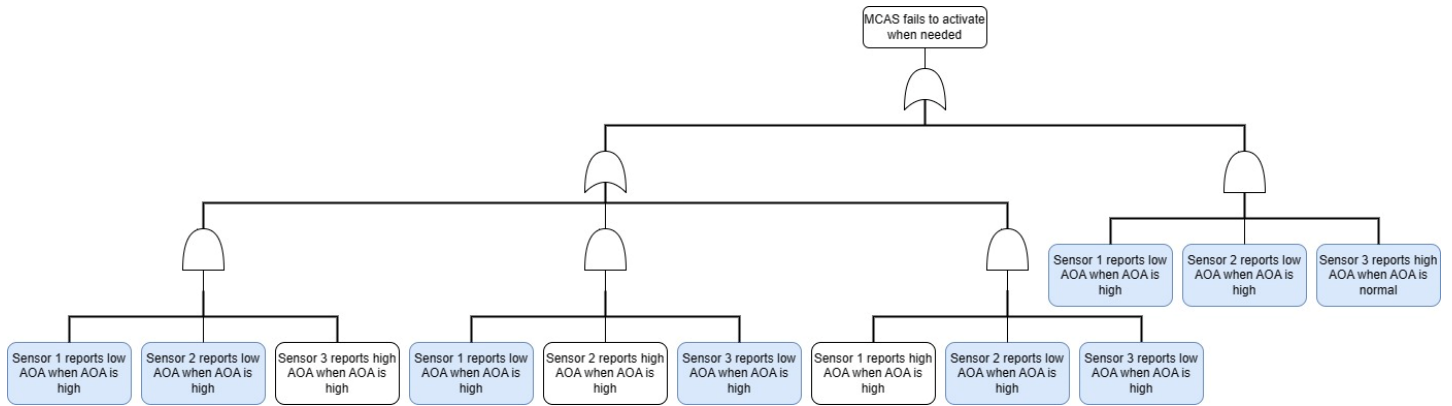 MCAS fails to activate
when needed
Sensor 1 reports low
AOA when AOA is
high
Sensor 2 reports low
AOA when AOA is
high
Sensor 3 reports high
AOA when AOA is
normal
Sensor 1 reports low
AOA when AOA is
high
Sensor 2 reports low
AOA when AOA is
high
Sensor 3 reports high
AOA when AOA is
high
Sensor 1 reports low
AOA when AOA is
high
Sensor 2 reports high
AOA when AOA is
high
Sensor 3 reports low
AOA when AOA is
high
Sensor 1 reports high
AOA when AOA is
high
Sensor 2 reports low
AOA when AOA is
high
Sensor 3 reports low
AOA when AOA is
high